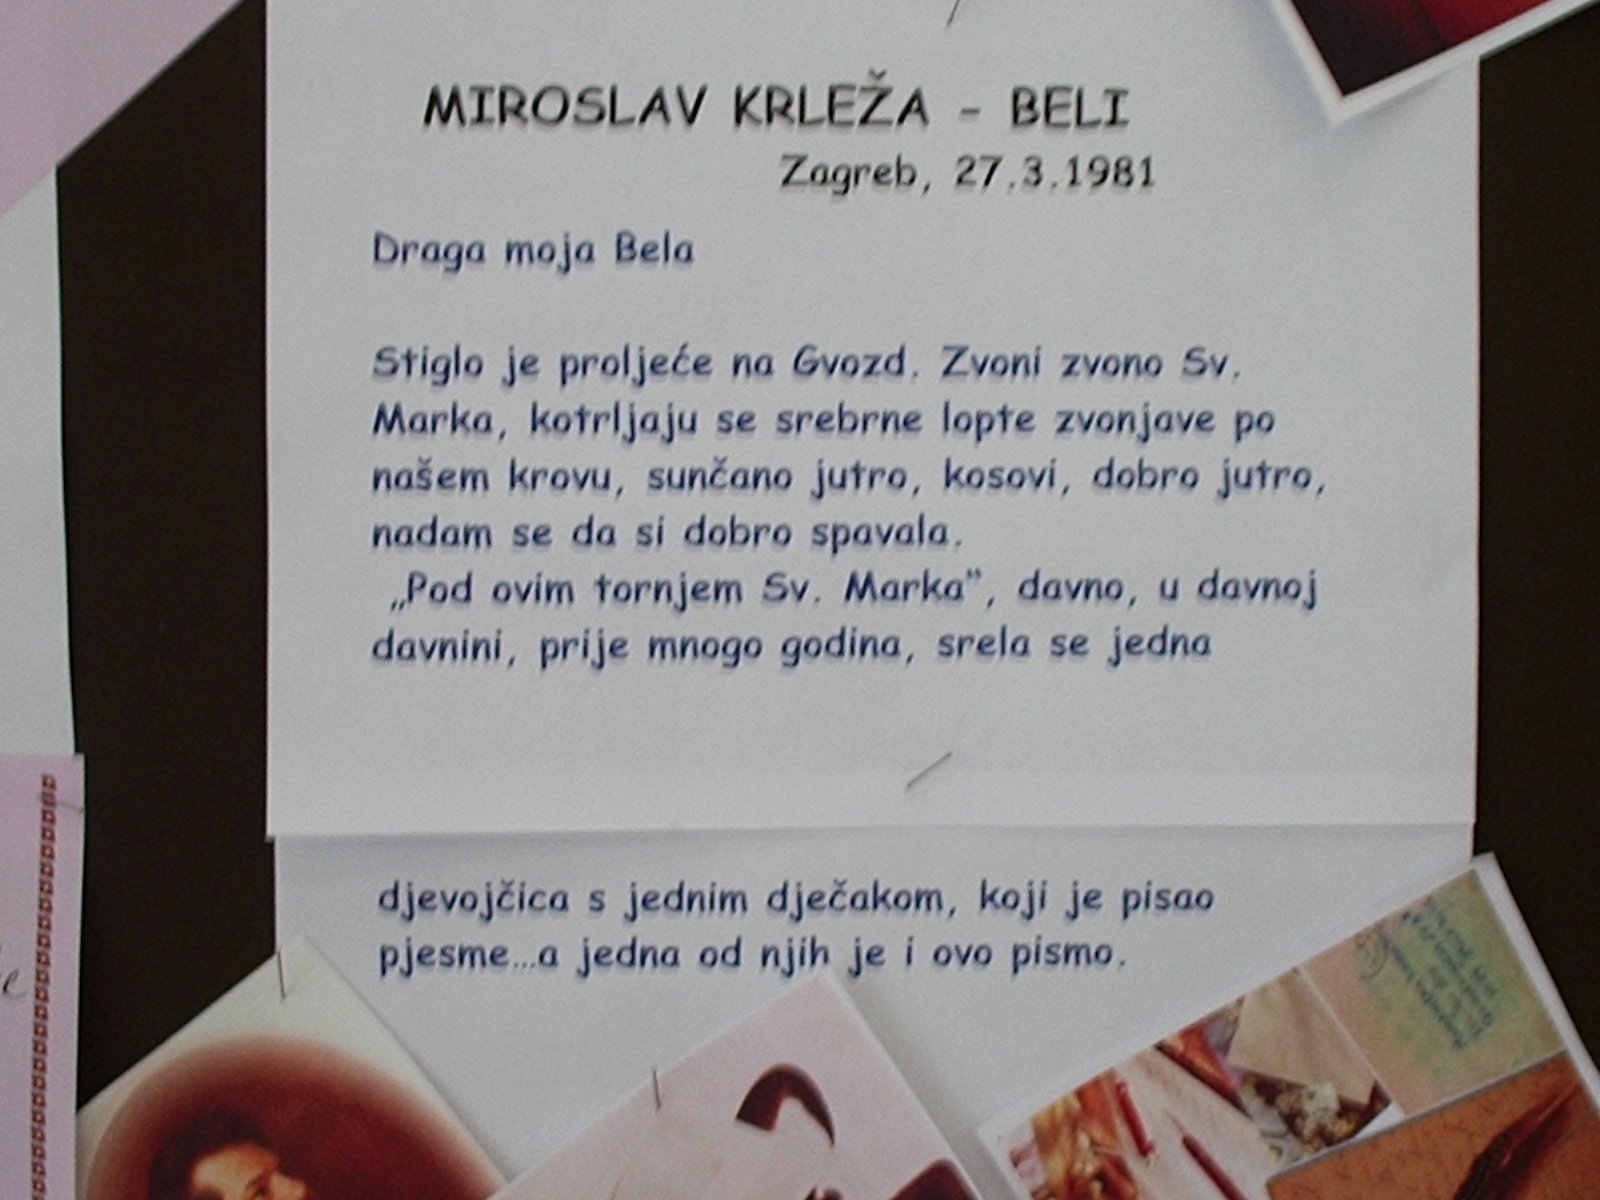 MIROSLAV KRLEŽA - BELI
Zagreb, 27.3.1981
Draga moja Bela
Stiglo je proljeće na Gvozd. Zvoni zvono Sv.
Marka, kotrljaju se srebrne lopte zvonjave po
našem krovu, sunčano jutro, kosovi, dobro jutro,
nadam se da si dobro spavala.
„Pod ovim tornjem Sv. Marka”, davno, u davnoj
davnini, prije mnogo godina, srela se jedna
djevojčica s jednim dječakom, koji je pisao
pjesme...a jedna od njih je i ovo pismo.